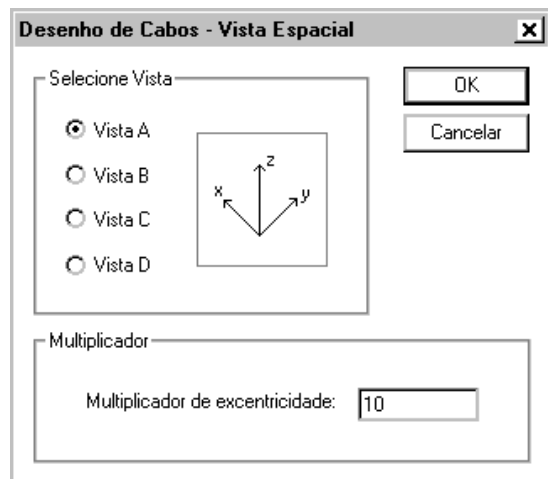 Desenho de Cabos - Vista Espacial
Selecione Vista
Vista A
Vista B
Vista C
Vista D
x
z
y
OK
Cancelar
Multiplicador
Multiplicador de excentricidade: 10